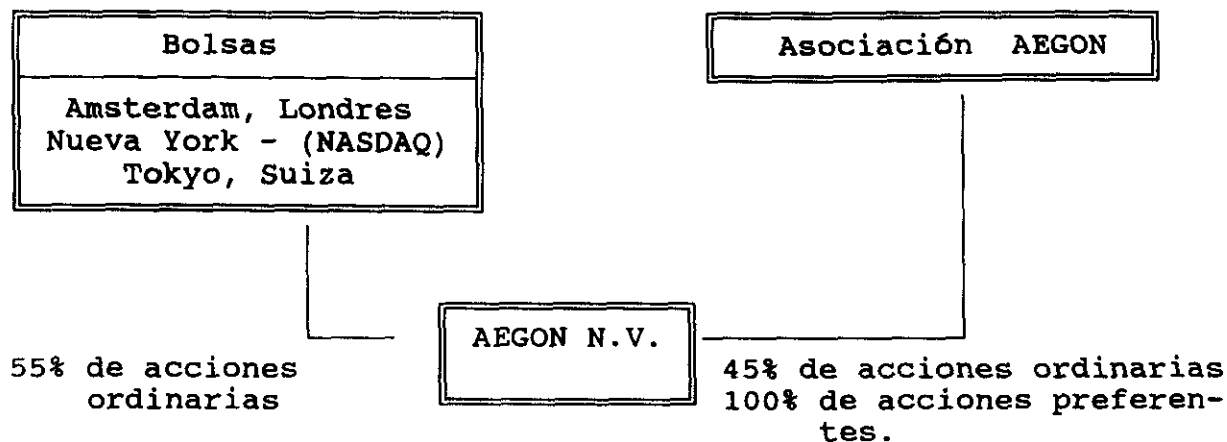 Bolsas
Amsterdam, Londres
Nueva York - (NASDAQ)
Tokyo, Suiza
Asociación AEGON
AEGON N.V.
55% de acciones
ordinarias
45% de acciones ordinarias
100% de acciones preferen-
tes.